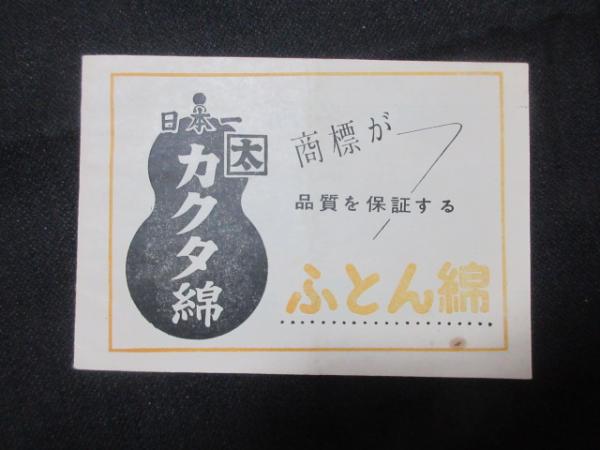 日本一
太
カクタ綿
商標が
品質を保証する
ふとん綿